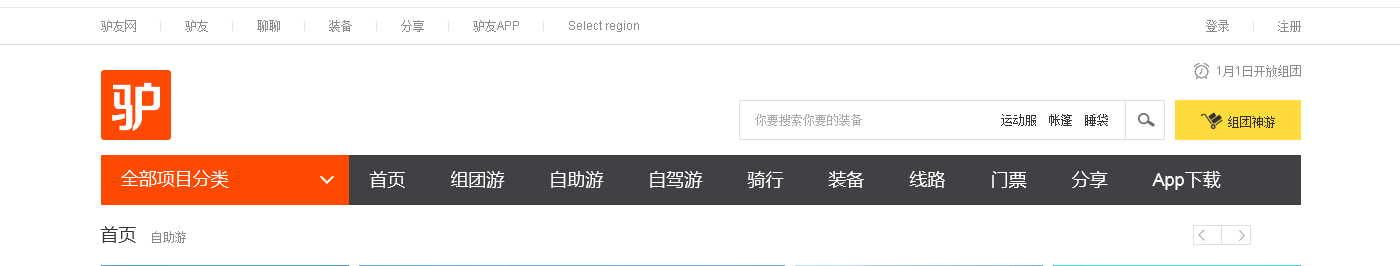 驴友网 驴友 聊聊 装备 分享 驴友APP Select region 登录 注册
1月1日开放组团
驴
你要搜索你要的装备 运动服 帐篷 睡袋 组团神游
全部项目分类 首页 组团游 自助游 自驾游 骑行 装备 线路 门票 分享 App下载
首页 自助游